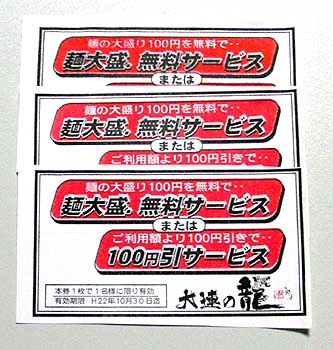 麺の大盛り100円を無料で‥
麺大盛。無料サービス
または
麺の大盛り100円を無料で‥
麺大盛。無料サービス
または
ご利用額より100円引きで‥
麺の大盛り100円を無料で‥
麺大盛。無料サービス
または
ご利用額より100円引きで‥
100円引サービス
本券1枚で1名様に限り有効
有効期限 H22年10月30日迄
大連の龍